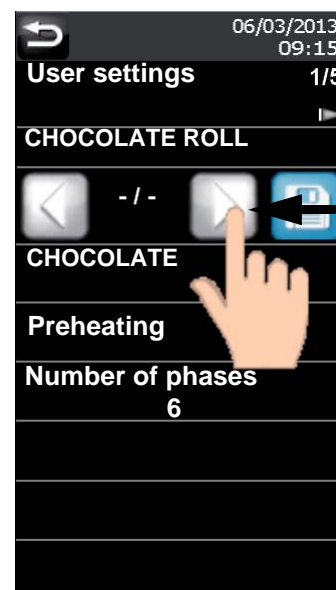 06/03/2013
09:15
User settings 1/5
CHOCOLATE ROLL
- / -
CHOCOLATE
Preheating
Number of phases
6